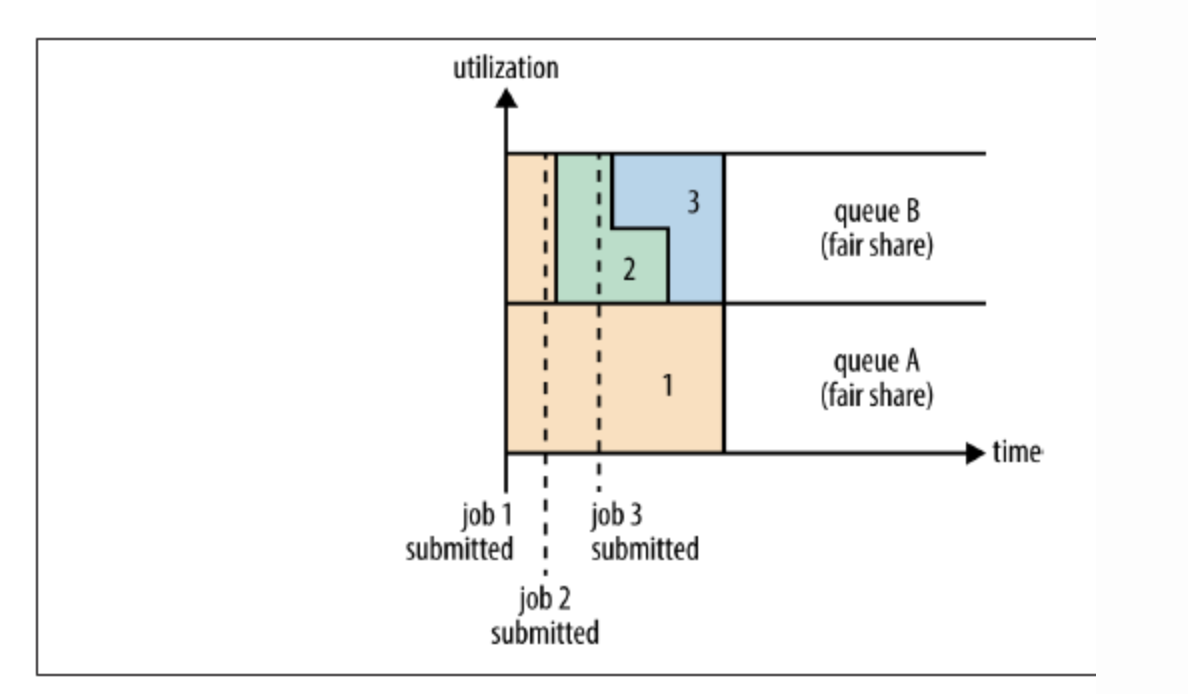 utilization
3
queue B
(fair share)
2
queue A
(fair share)
1
time
job 1
submitted
job 3
submitted
job 2
submitted